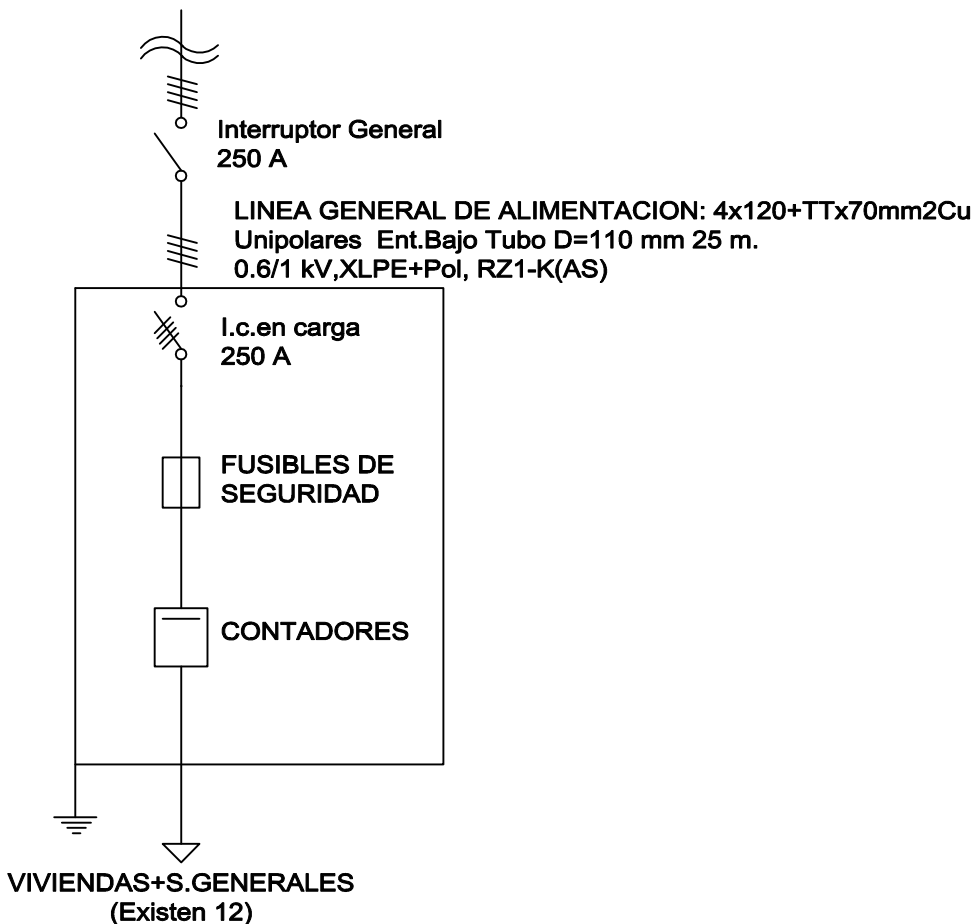 Interruptor General
250 A
LINEA GENERAL DE ALIMENTACION: 4x120+TTx70mm2Cu
Unipolares  Ent.Bajo Tubo D=110 mm 25 m.
0.6/1 kV,XLPE+Pol, RZ1-K(AS)
I.c.en carga
250 A
FUSIBLES DE
SEGURIDAD
CONTADORES
VIVIENDAS+S.GENERALES
(Existen 12)